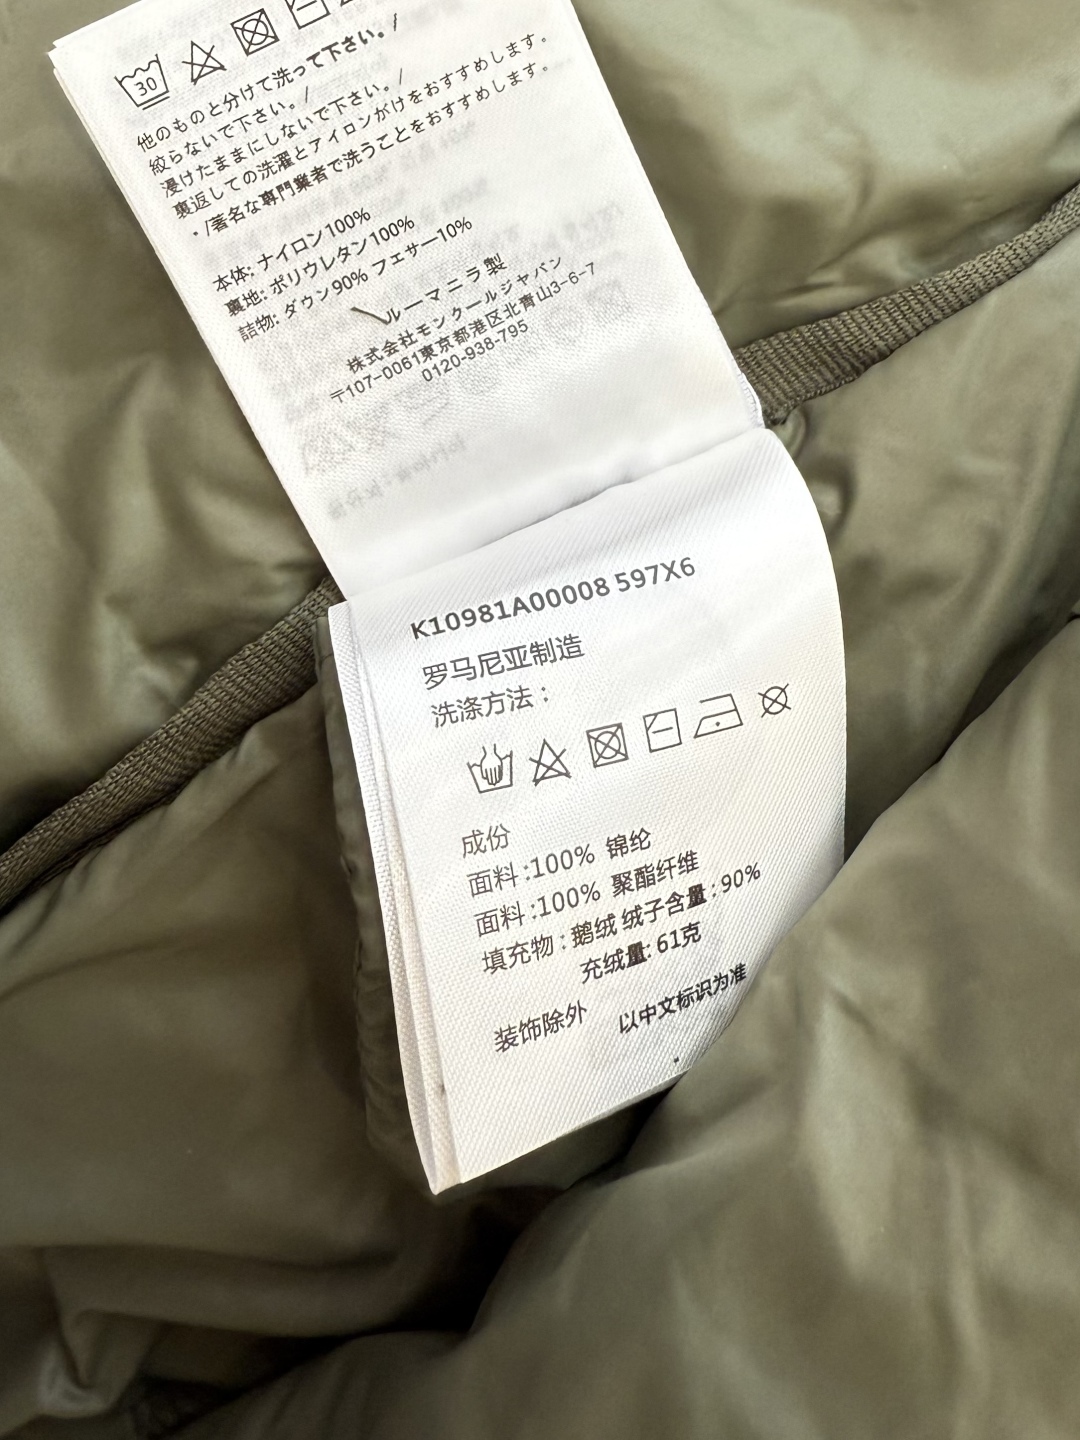 30
他のものと分けて洗って下さい。/
絞らないで下さい。/
浸けたままにしないで下さい。/
裏返しての洗濯とアイロンがけをおすすめします。
・/著名な専門業者で洗うことをおすすめします。
本体: ナイロン100%
裏地: ポリウレタン100%
詰物: ダウン90% フェサー10%
ルーマニラ製
株式会社モンクールジャパン
〒107-0061東京都港区北青山3-6-7
0120-938-795
K10981A00008 597X6
罗马尼亚制造
洗涤方法：
成份
面料:100% 锦纶
面料:100% 聚酯纤维
填充物:鹅绒 绒子含量:90%
充绒量:61克
装饰除外 以中文标识为准